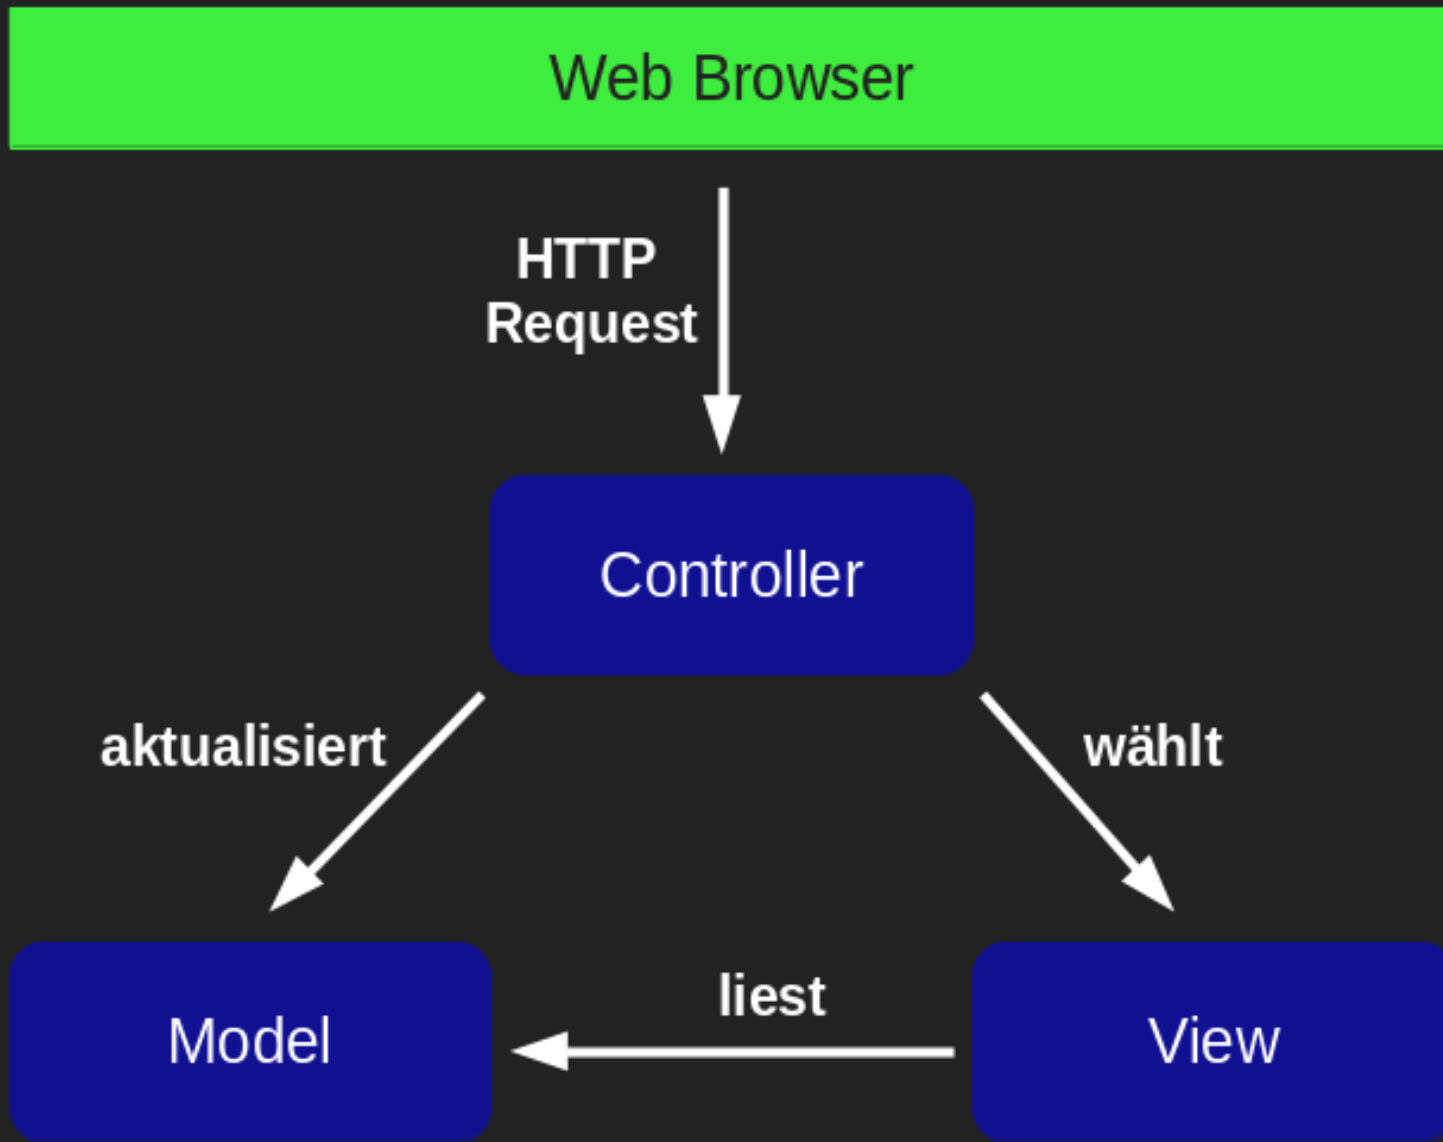 Web Browser
HTTP
Request
Controller
aktualisiert
wählt
liest
Model
View